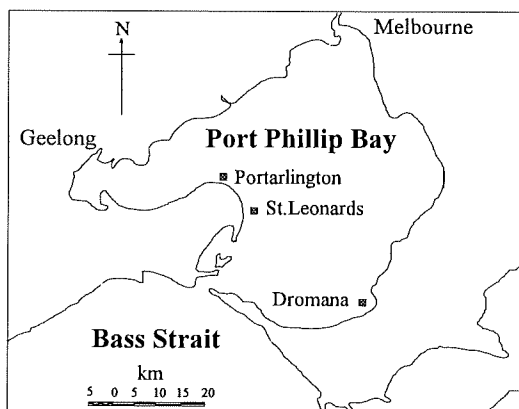 Melbourne
N
Geelong
Port Phillip Bay
Portarlington
St.Leonards
Dromana
Bass Strait
km
5 0 5 10 15 20